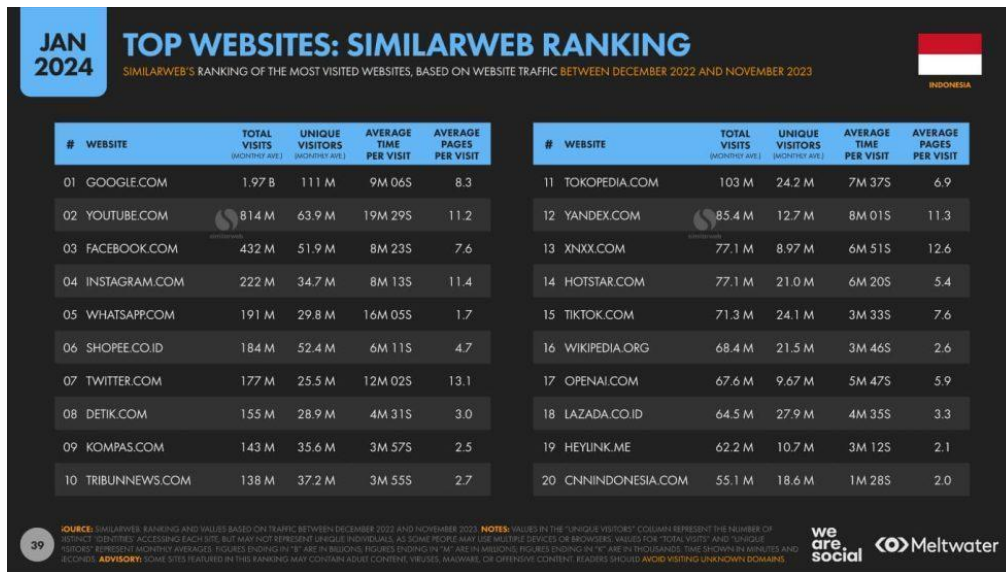 JAN
2024
TOP WEBSITES: SIMILARWEB RANKING
SIMILARWEB'S RANKING OF THE MOST VISITED WEBSITES, BASED ON WEBSITE TRAFFIC BETWEEN DECEMBER 2022 AND NOVEMBER 2023
INDONESIA
# WEBSITE TOTAL VISITS (MONTHLY AVE.) UNIQUE VISITORS (MONTHLY AVE.) AVERAGE TIME PER VISIT AVERAGE PAGES PER VISIT
01 GOOGLE.COM 1.97 B 111 M 9M 06S 8.3
02 YOUTUBE.COM 814 M 63.9 M 19M 29S 11.2
03 FACEBOOK.COM 432 M 51.9 M 8M 23S 7.6
04 INSTAGRAM.COM 222 M 34.7 M 8M 13S 11.4
05 WHATSAPP.COM 191 M 29.8 M 16M 05S 1.7
06 SHOPEE.CO.ID 184 M 52.4 M 6M 11S 4.7
07 TWITTER.COM 177 M 25.5 M 12M 02S 13.1
08 DETIK.COM 155 M 28.9 M 4M 31S 3.0
09 KOMPAS.COM 143 M 35.6 M 3M 57S 2.5
10 TRIBUNNEWS.COM 138 M 37.2 M 3M 55S 2.7
# WEBSITE TOTAL VISITS (MONTHLY AVE.) UNIQUE VISITORS (MONTHLY AVE.) AVERAGE TIME PER VISIT AVERAGE PAGES PER VISIT
11 TOKOPEDIA.COM 103 M 24.2 M 7M 37S 6.9
12 YANDEX.COM 85.4 M 12.7 M 8M 01S 11.3
13 XNXX.COM 77.1 M 8.97 M 6M 51S 12.6
14 HOTSTAR.COM 77.1 M 21.0 M 6M 20S 5.4
15 TIKTOK.COM 71.3 M 24.1 M 3M 33S 7.6
16 WIKIPEDIA.ORG 68.4 M 21.5 M 3M 46S 2.6
17 OPENAI.COM 67.6 M 9.67 M 5M 47S 5.9
18 LAZADA.CO.ID 64.5 M 27.9 M 4M 35S 3.3
19 HEYLINK.ME 62.2 M 10.7 M 3M 12S 2.1
20 CNNINDONESIA.COM 55.1 M 18.6 M 1M 28S 2.0
similarweb
similarweb
39
SOURCE: SIMILARWEB. RANKING AND VALUES BASED ON TRAFFIC BETWEEN DECEMBER 2022 AND NOVEMBER 2023. NOTES: VALUES IN THE "UNIQUE VISITORS" COLUMN REPRESENT THE NUMBER OF
DISTINCT 'IDENTITIES' ACCESSING EACH SITE, BUT MAY NOT REPRESENT UNIQUE INDIVIDUALS, AS SOME PEOPLE MAY USE MULTIPLE DEVICES OR BROWSERS. VALUES FOR "TOTAL VISITS" AND "UNIQUE
VISITORS" REPRESENT MONTHLY AVERAGES. FIGURES ENDING IN "B" ARE IN BILLIONS; FIGURES ENDING IN "M" ARE IN MILLIONS; FIGURES ENDING IN "K" ARE IN THOUSANDS. TIME SHOWN IN MINUTES AND
SECONDS. ADVISORY: SOME SITES FEATURED IN THIS RANKING MAY CONTAIN ADULT CONTENT, VIRUSES, MALWARE, OR OFFENSIVE CONTENT. READERS SHOULD AVOID VISITING UNKNOWN DOMAINS.
we
are.
social
Meltwater